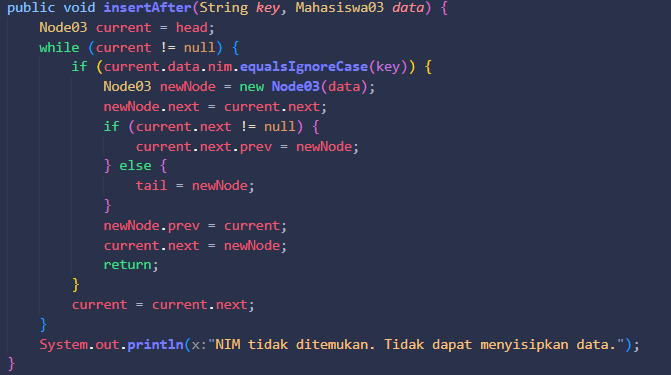 public void insertAfter(String key, Mahasiswa03 data) {
    Node03 current = head;
    while (current != null) {
        if (current.data.nim.equalsIgnoreCase(key)) {
            Node03 newNode = new Node03(data);
            newNode.next = current.next;
            if (current.next != null) {
                current.next.prev = newNode;
            } else {
                tail = newNode;
            }
            newNode.prev = current;
            current.next = newNode;
            return;
        }
        current = current.next;
    }
    System.out.println(x:"NIM tidak ditemukan. Tidak dapat menyisipkan data.");
}